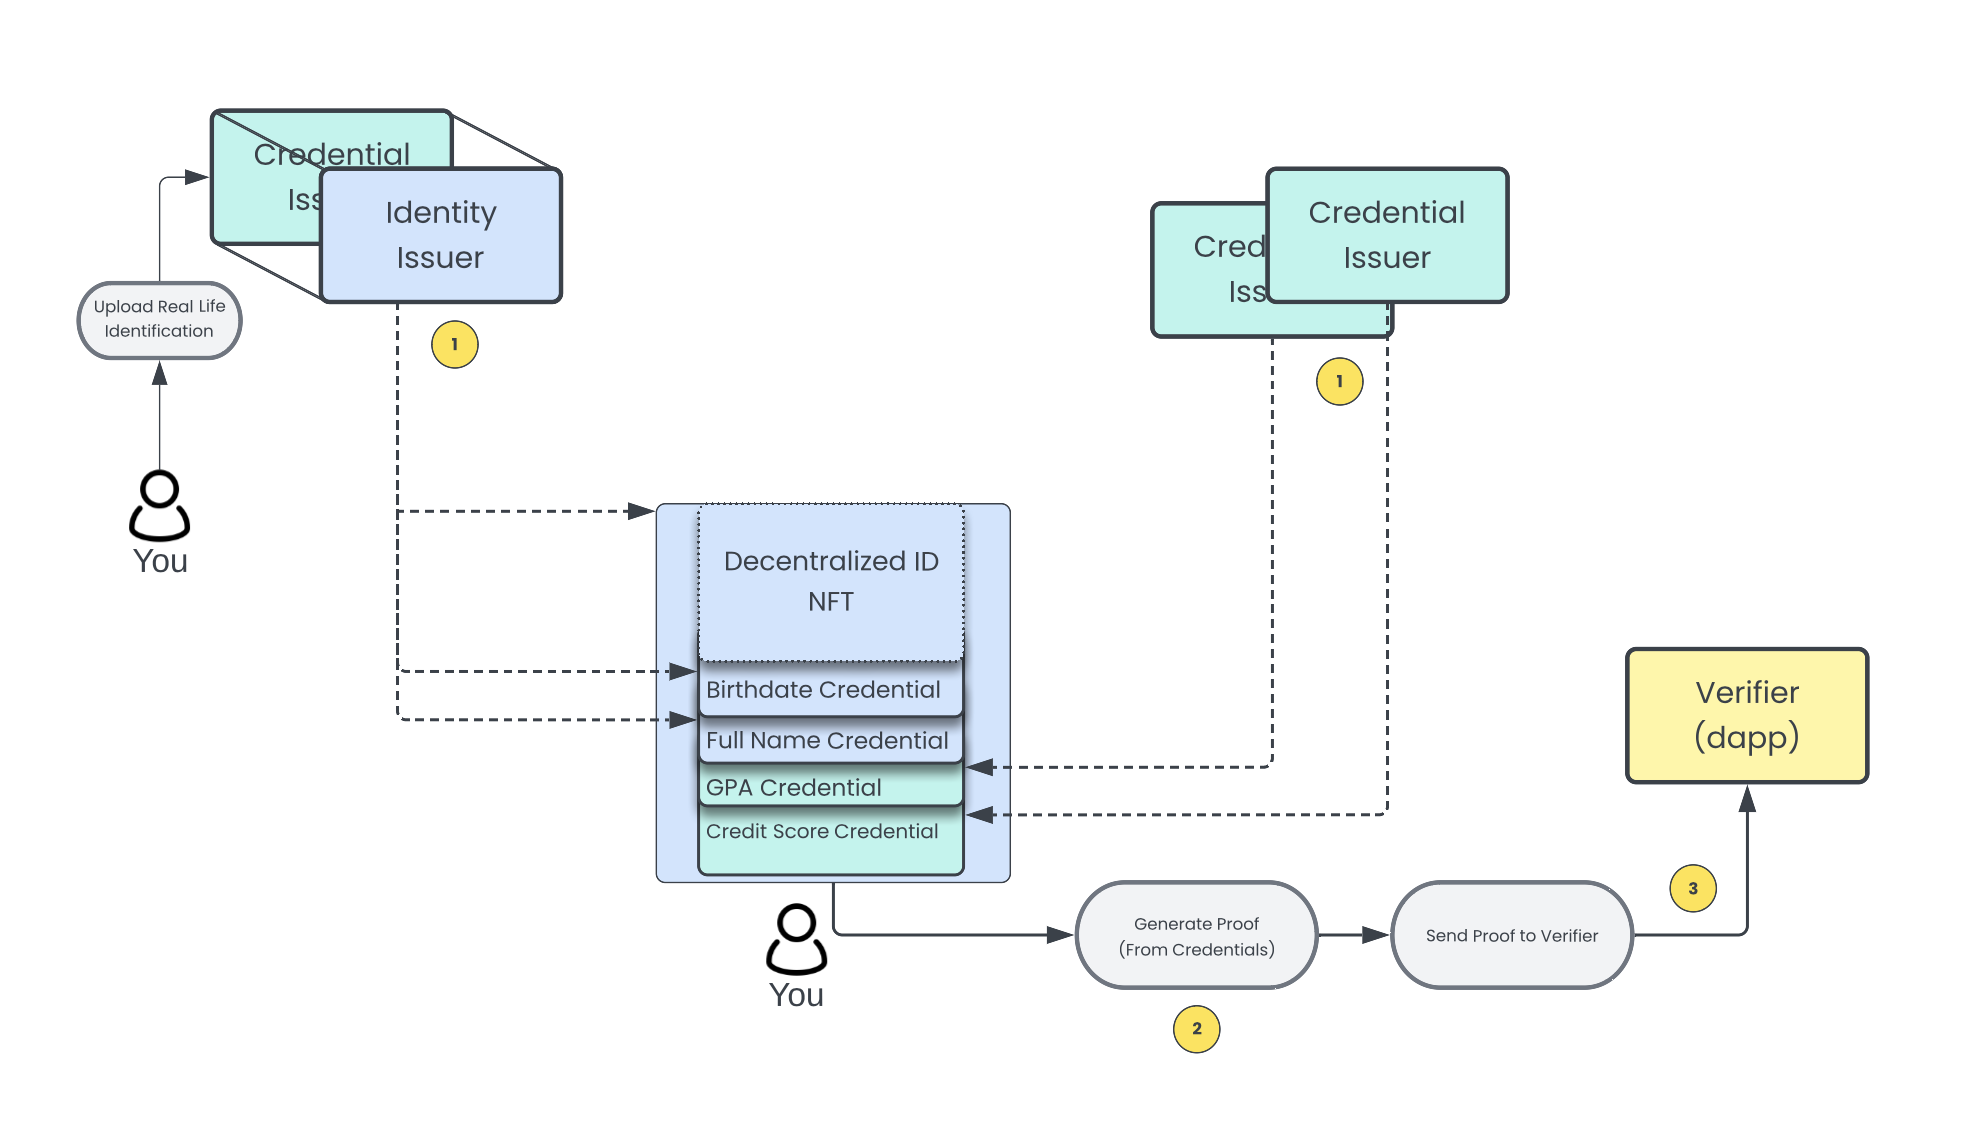 Credential
Iss
Identity
Issuer
Upload Real Life
Identification
1
You
Credential
Issuer
Cred
Iss
1
Decentralized ID
NFT
Birthdate Credential
Full Name Credential
GPA Credential
Credit Score Credential
You
Verifier
(dapp)
Generate Proof
(From Credentials)
2
Send Proof to Verifier
3